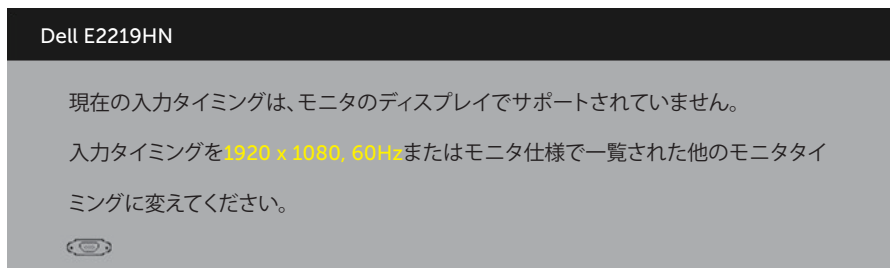 Dell E2219HN
現在の入力タイミングは、モニタのディスプレイでサポートされていません。
入力タイミングを1920 x 1080, 60Hzまたはモニタ仕様で一覧された他のモニタタイ
ミングに変えてください。